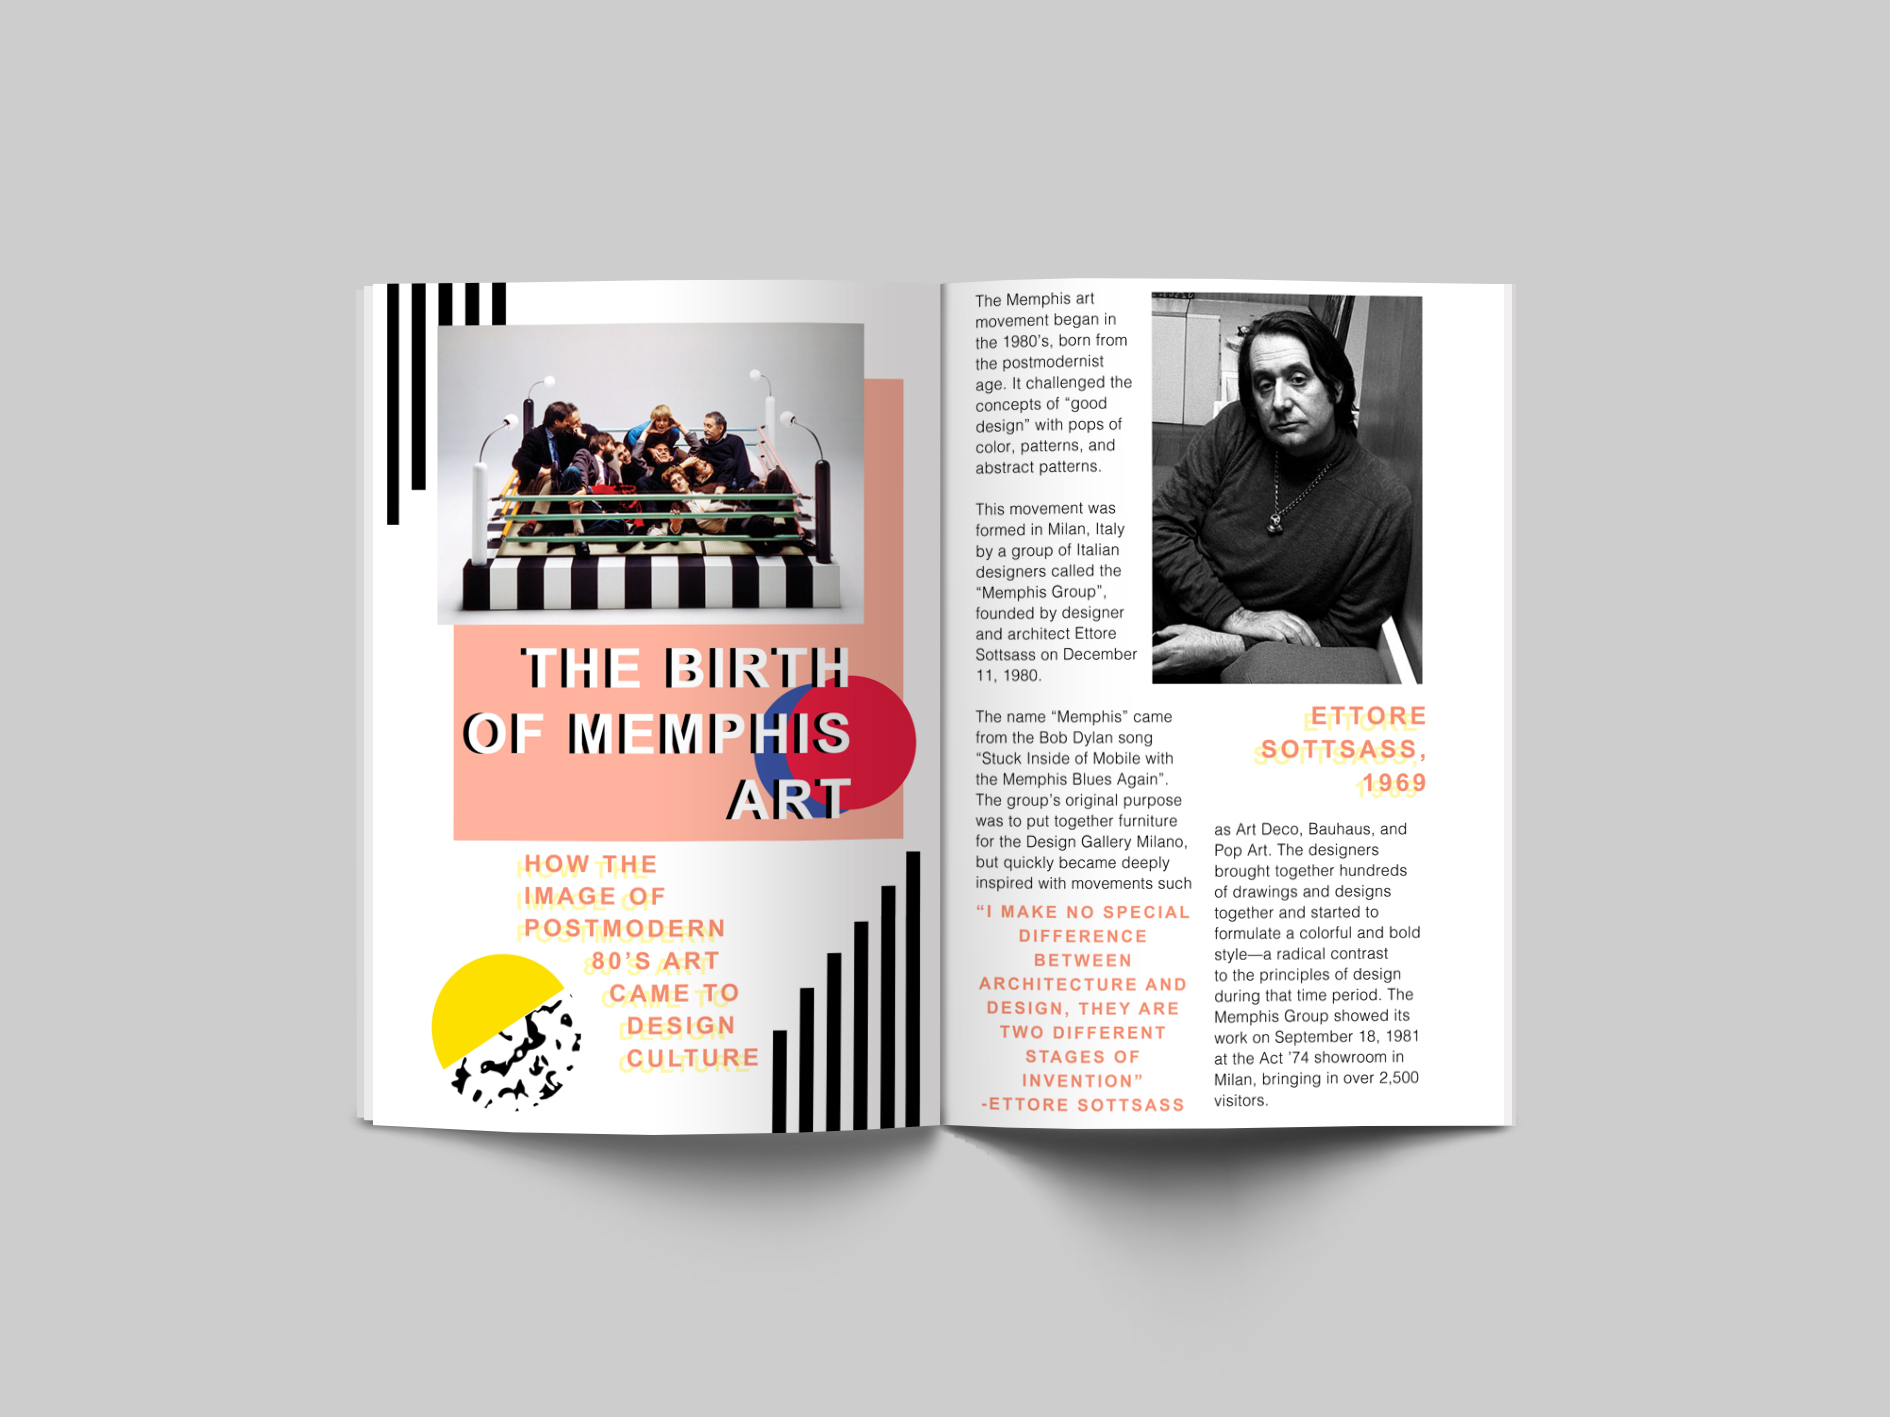 THE BIRTH
OF MEMPHIS
ART
HOW THE
IMAGE OF
POSTMODERN
80'S ART
CAME TO
DESIGN
CULTURE
The Memphis art
movement began in
the 1980's, born from
the postmodernist
age. It challenged the
concepts of “good
design” with pops of
color, patterns, and
abstract patterns.
This movement was
formed in Milan, Italy
by a group of Italian
designers called the
“Memphis Group”,
founded by designer
and architect Ettore
Sottsass on December
11, 1980.
The name “Memphis” came
from the Bob Dylan song
“Stuck Inside of Mobile with
the Memphis Blues Again”.
The group's original purpose
was to put together furniture
for the Design Gallery Milano,
but quickly became deeply
inspired with movements such
“I MAKE NO SPECIAL
DIFFERENCE
BETWEEN
ARCHITECTURE AND
DESIGN, THEY ARE
TWO DIFFERENT
STAGES OF
INVENTION”
-ETTORE SOTTSASS
ETTORE
SOTTSASS,
1969
as Art Deco, Bauhaus, and
Pop Art. The designers
brought together hundreds
of drawings and designs
together and started to
formulate a colorful and bold
style—a radical contrast
to the principles of design
during that time period. The
Memphis Group showed its
work on September 18, 1981
at the Act '74 showroom in
Milan, bringing in over 2,500
visitors.